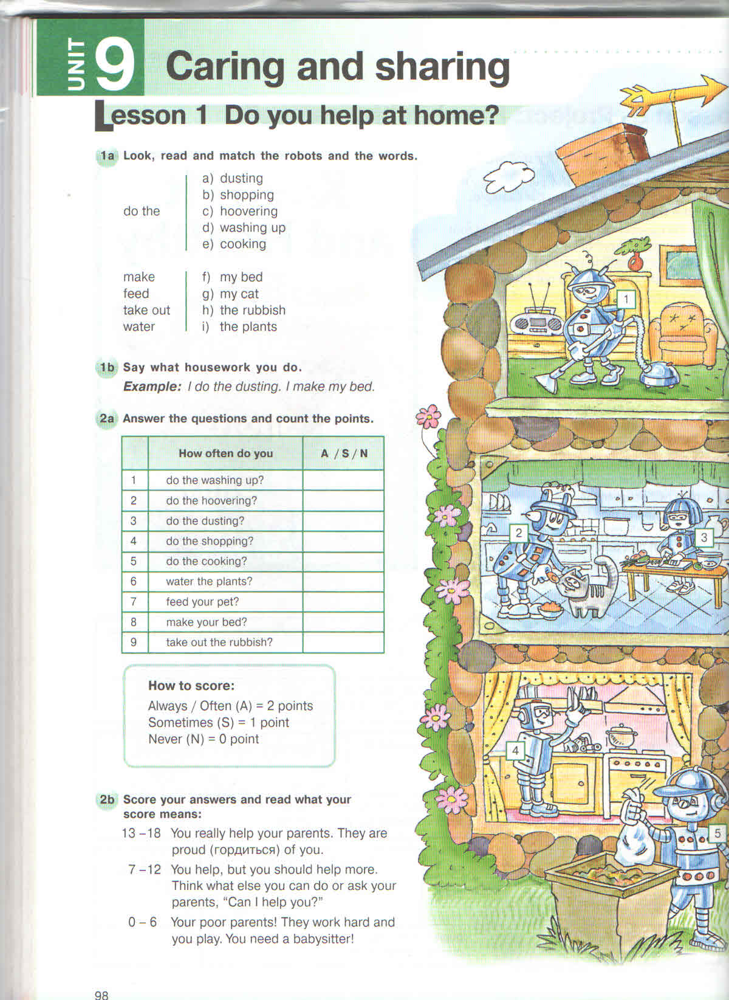 UNIT 9 Caring and sharing
Lesson 1 Do you help at home?
1a Look, read and match the robots and the words.
do the
a) dusting
b) shopping
c) hoovering
d) washing up
e) cooking
make f) my bed
feed g) my cat
take out h) the rubbish
water i) the plants
1b Say what housework you do.
Example: I do the dusting. I make my bed.
2a Answer the questions and count the points.
How often do you A / S / N
1 do the washing up?
2 do the hoovering?
3 do the dusting?
4 do the shopping?
5 do the cooking?
6 water the plants?
7 feed your pet?
8 make your bed?
9 take out the rubbish?
How to score:
Always / Often (A) = 2 points
Sometimes (S) = 1 point
Never (N) = 0 point
2b Score your answers and read what your
score means:
13 – 18 You really help your parents. They are
proud (гордиться) of you.
7 – 12 You help, but you should help more.
Think what else you can do or ask your
parents, “Can I help you?”
0 – 6 Your poor parents! They work hard and
you play. You need a babysitter!
98
1
2
3
4
5